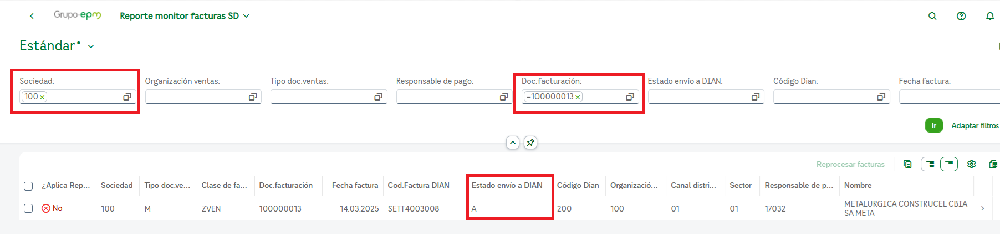 Grupo·epm Reporte monitor facturas SD
Estándar*
Sociedad: Organización ventas: Tipo doc.ventas: Responsable de pago: Doc.facturación: Estado envío a DIAN: Código Dian: Fecha factura:
100 =100000013
Ir Adaptar filtros
Reprocesar facturas
¿Aplica Rep... Sociedad Tipo doc.ve... Clase de fa... Doc.facturación Fecha factura Cod.Factura DIAN Estado envío a DIAN Código Dian Organizació... Canal distri... Sector Responsable de p... Nombre
No 100 M ZVEN 100000013 14.03.2025 SETT4003008 A 200 100 01 01 17032 METALURGICA CONSTRUCEL CBIA
SA META